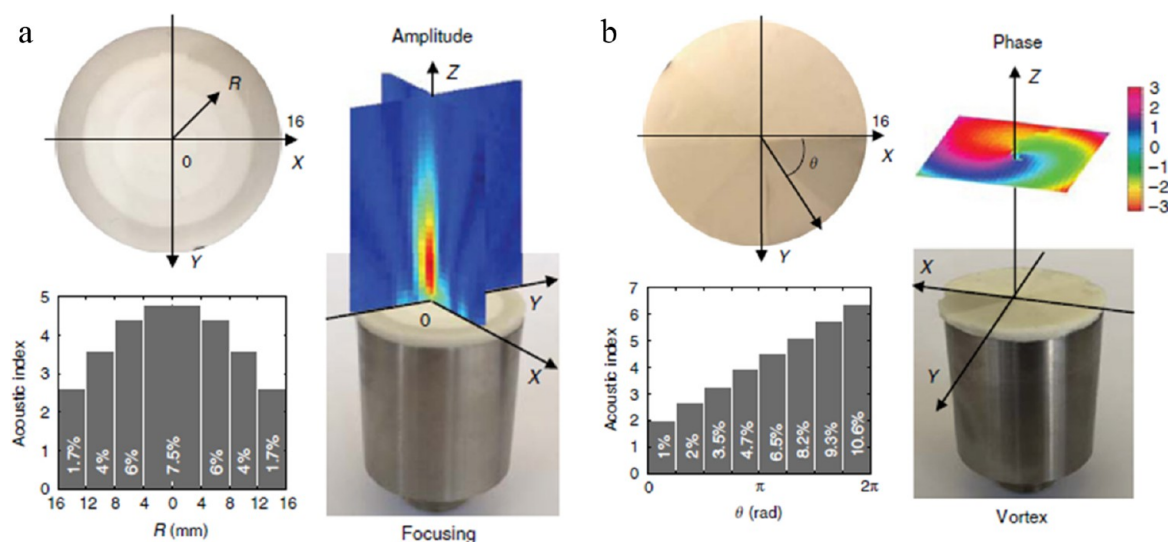 a
Amplitude
Z
R
16
X
0
Y
5
4
3
2
1
0
Acoustic index
1.7%
4%
6%
7.5%
6%
4%
1.7%
16 12 8 4 0 4 8 12 16
R (mm)
0
Y
X
Focusing
b
Phase
Z
16
X
θ
Y
3
2
1
0
−1
−2
−3
7
6
5
4
3
2
1
0
Acoustic index
1%
2%
3.5%
4.7%
6.5%
8.2%
9.3%
10.6%
0 π 2π
θ (rad)
X
Y
Vortex